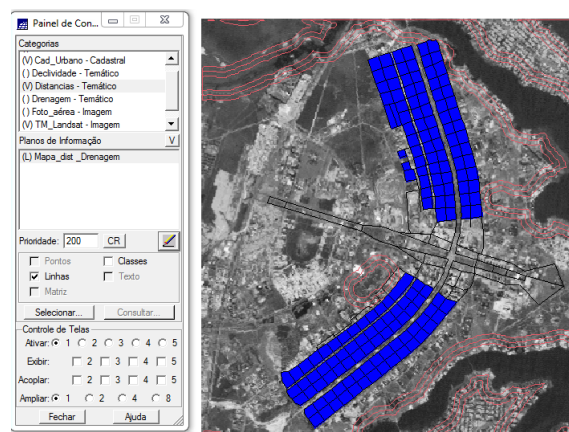 Painel de Con...
Categorias
(V) Cad_Urbano - Cadastral
( ) Declividade - Temático
(V) Distancias - Temático
( ) Drenagem - Temático
( ) Foto_aérea - Imagem
(V) TM_Landsat - Imagem
Planos de Informação V
(L) Mapa_dist _Drenagem
Prioridade: 200 CR
Pontos Classes
Linhas Texto
Matriz
Selecionar... Consultar...
Controle de Telas
Ativar: 1 2 3 4 5
Exibir: 2 3 4 5
Acoplar: 2 3 4 5
Ampliar: 1 2 4 8
Fechar Ajuda